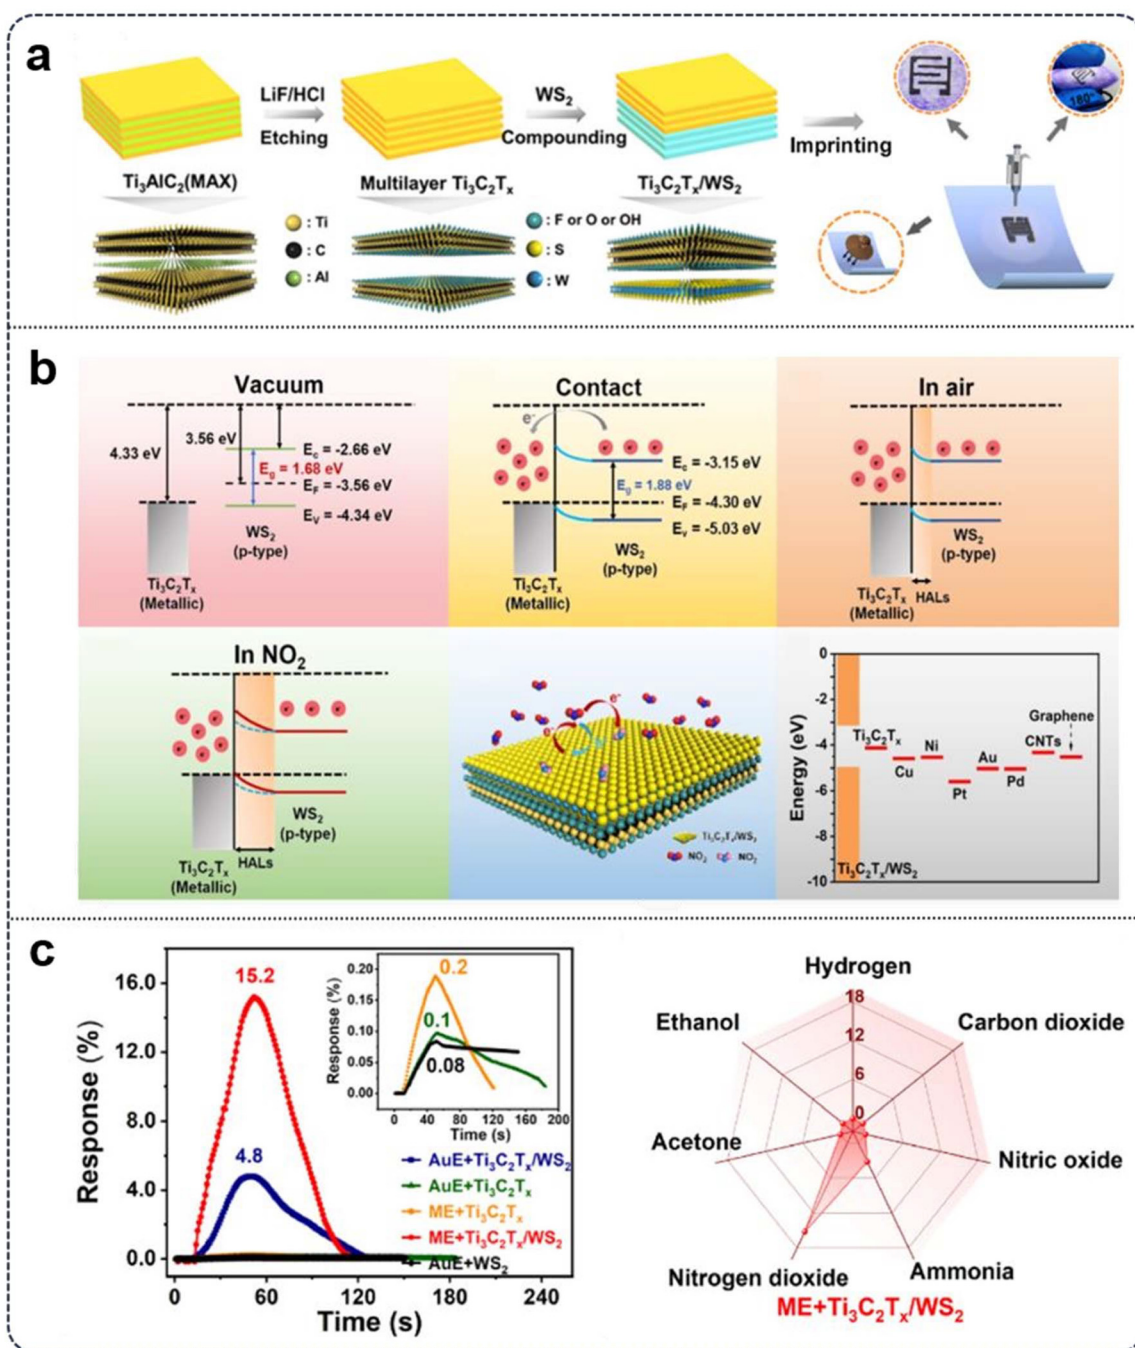 a
LiF/HCl
Etching
WS2
Compounding
Imprinting
180°
Ti3AlC2(MAX)
Multilayer Ti3C2Tx
Ti3C2Tx/WS2
: Ti
: C
: Al
: F or O or OH
: S
: W
b
Vacuum
4.33 eV
3.56 eV
Ec = -2.66 eV
Eg = 1.68 eV
EF = -3.56 eV
EV = -4.34 eV
WS2
(p-type)
Ti3C2Tx
(Metallic)
Contact
e-
Ec = -3.15 eV
Eg = 1.88 eV
EF = -4.30 eV
Ev = -5.03 eV
WS2
(p-type)
Ti3C2Tx
(Metallic)
In air
WS2
(p-type)
Ti3C2Tx
(Metallic)
HALs
In NO2
WS2
(p-type)
Ti3C2Tx
(Metallic)
HALs
e-
e-
Ti3C2Tx/WS2
NO2
NO2-
Energy (eV)
0
-2
-4
-6
-8
-10
Ti3C2Tx
Cu
Ni
Pt
Au
Pd
CNTs
Graphene
Ti3C2Tx/WS2
c
Response (%)
16.0
12.0
8.0
4.0
0.0
15.2
4.8
0
60
120
180
240
Time (s)
Response (%)
0.20
0.15
0.10
0.05
0.00
0.2
0.1
0.08
0
40
80
120
160
200
Time (s)
AuE+Ti3C2Tx/WS2
AuE+Ti3C2Tx
ME+Ti3C2Tx
ME+Ti3C2Tx/WS2
AuE+WS2
Hydrogen
18
12
6
0
Ethanol
Carbon dioxide
Acetone
Nitric oxide
Nitrogen dioxide
Ammonia
ME+Ti3C2Tx/WS2